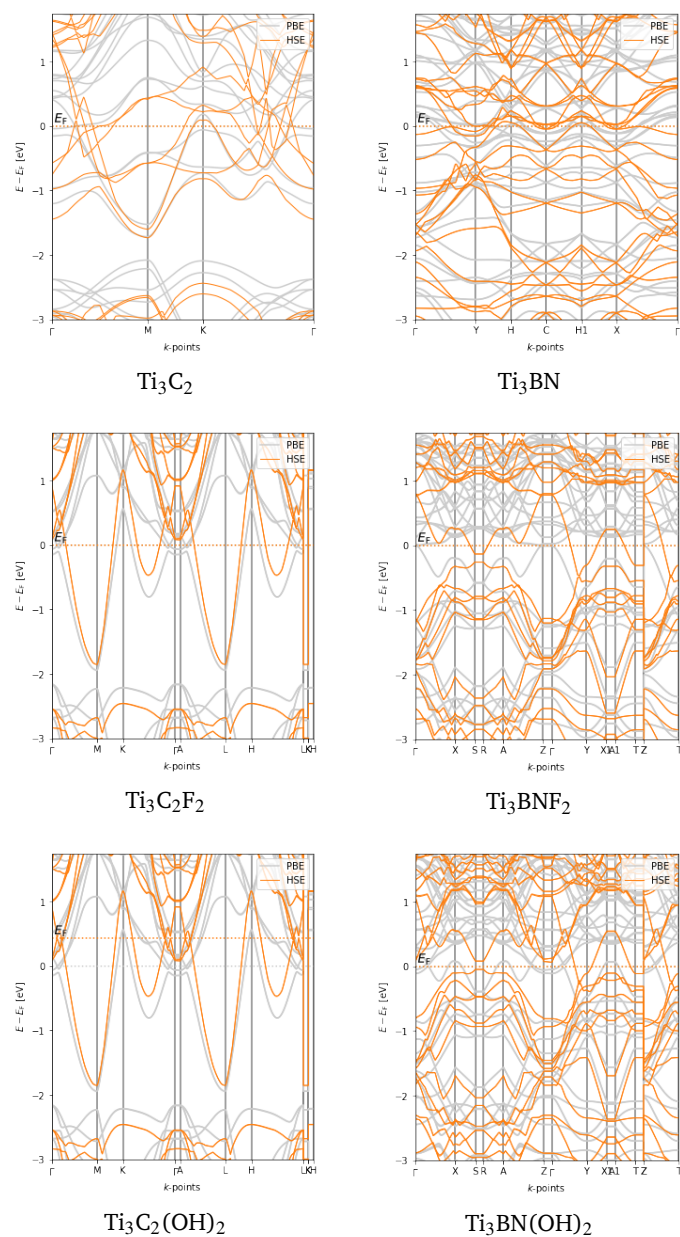 PBE
HSE
1
0
−1
−2
−3
E − E_F [eV]
E_F
Γ M K Γ
k-points
Ti₃C₂
PBE
HSE
1
0
−1
−2
−3
E − E_F [eV]
E_F
Γ Y H C H1 X Γ
k-points
Ti₃BN
PBE
HSE
1
0
−1
−2
−3
E − E_F [eV]
E_F
Γ M K ΓA L H LKH
k-points
Ti₃C₂F₂
PBE
HSE
1
0
−1
−2
−3
E − E_F [eV]
E_F
Γ X S R A Z Γ Y T Z
k-points
Ti₃BNF₂
PBE
HSE
1
0
−1
−2
−3
E − E_F [eV]
E_F
Γ M K ΓA L H LKH
k-points
Ti₃C₂(OH)₂
PBE
HSE
1
0
−1
−2
−3
E − E_F [eV]
E_F
Γ X S R A Z Γ Y T Z
k-points
Ti₃BN(OH)₂